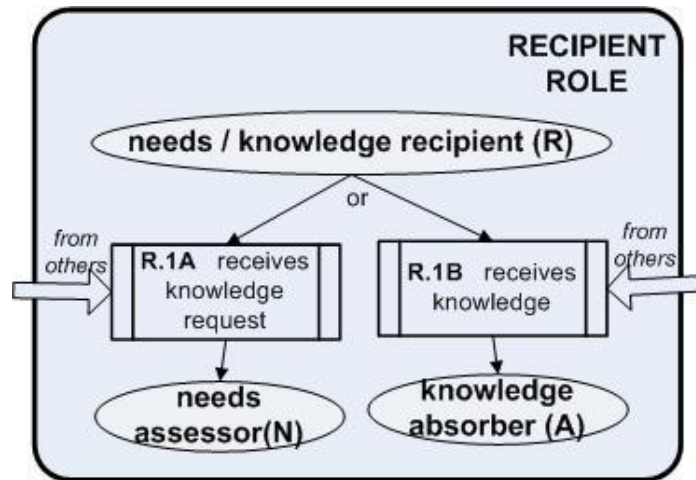 RECIPIENT
ROLE
needs / knowledge recipient (R)
or
from
others
R.1A receives
knowledge
request
R.1B receives
knowledge
from
others
needs
assessor(N)
knowledge
absorber (A)